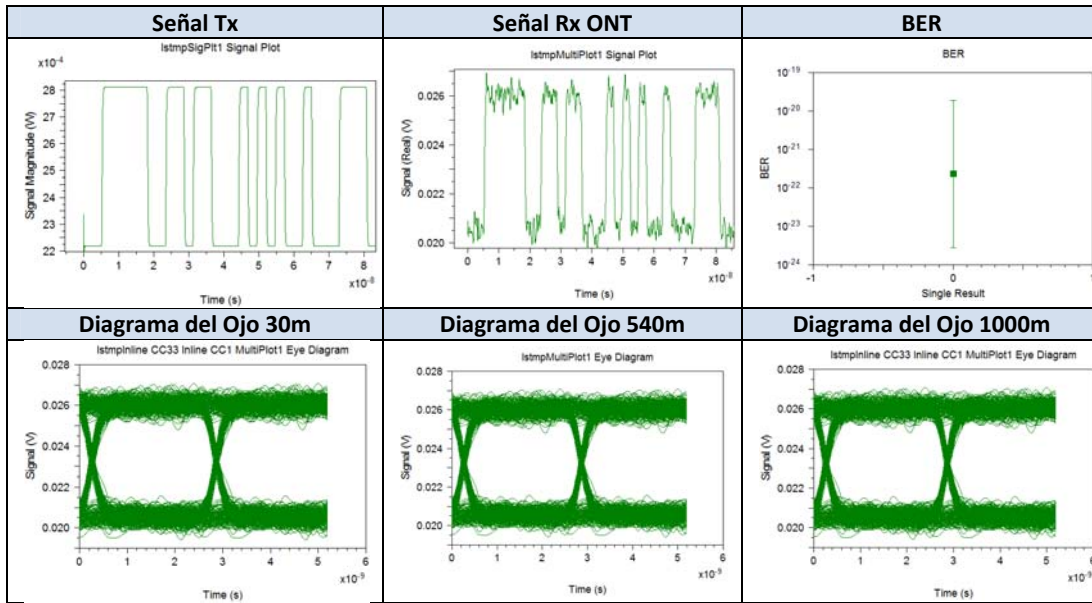 Señal Tx
Señal Rx ONT
BER
lstmpSigPlt1 Signal Plot
x10⁻⁴
28
26
25
23
22
Signal Magnitude (W)
0 1 2 3 4 5 6 7 8
x10⁻⁸
Time (s)
lstmpMultiPlot1 Signal Plot
0.026
0.024
0.022
0.020
Signal (Real) (V)
0 1 2 3 4 5 6 7 8
x10⁻⁸
Time (s)
BER
10⁻¹⁹
10⁻²⁰
10⁻²¹
10⁻²²
10⁻²³
10⁻²⁴
BER
-1 0
Single Result
Diagrama del Ojo 30m
Diagrama del Ojo 540m
Diagrama del Ojo 1000m
lstmpInline CC33 Inline CC1 MultiPlot1 Eye Diagram
0.028
0.026
0.024
0.022
0.020
Signal (V)
0 1 2 3 4 5 6
x10⁻⁹
Time (s)
lstmpMultiPlot1 Eye Diagram
0.028
0.026
0.024
0.022
0.020
Signal (V)
0 1 2 3 4 5 6
x10⁻⁹
Time (s)
lstmpInline CC33 Inline CC1 MultiPlot1 Eye Diagram
0.028
0.026
0.024
0.022
0.020
Signal (V)
0 1 2 3 4 5 6
x10⁻⁹
Time (s)